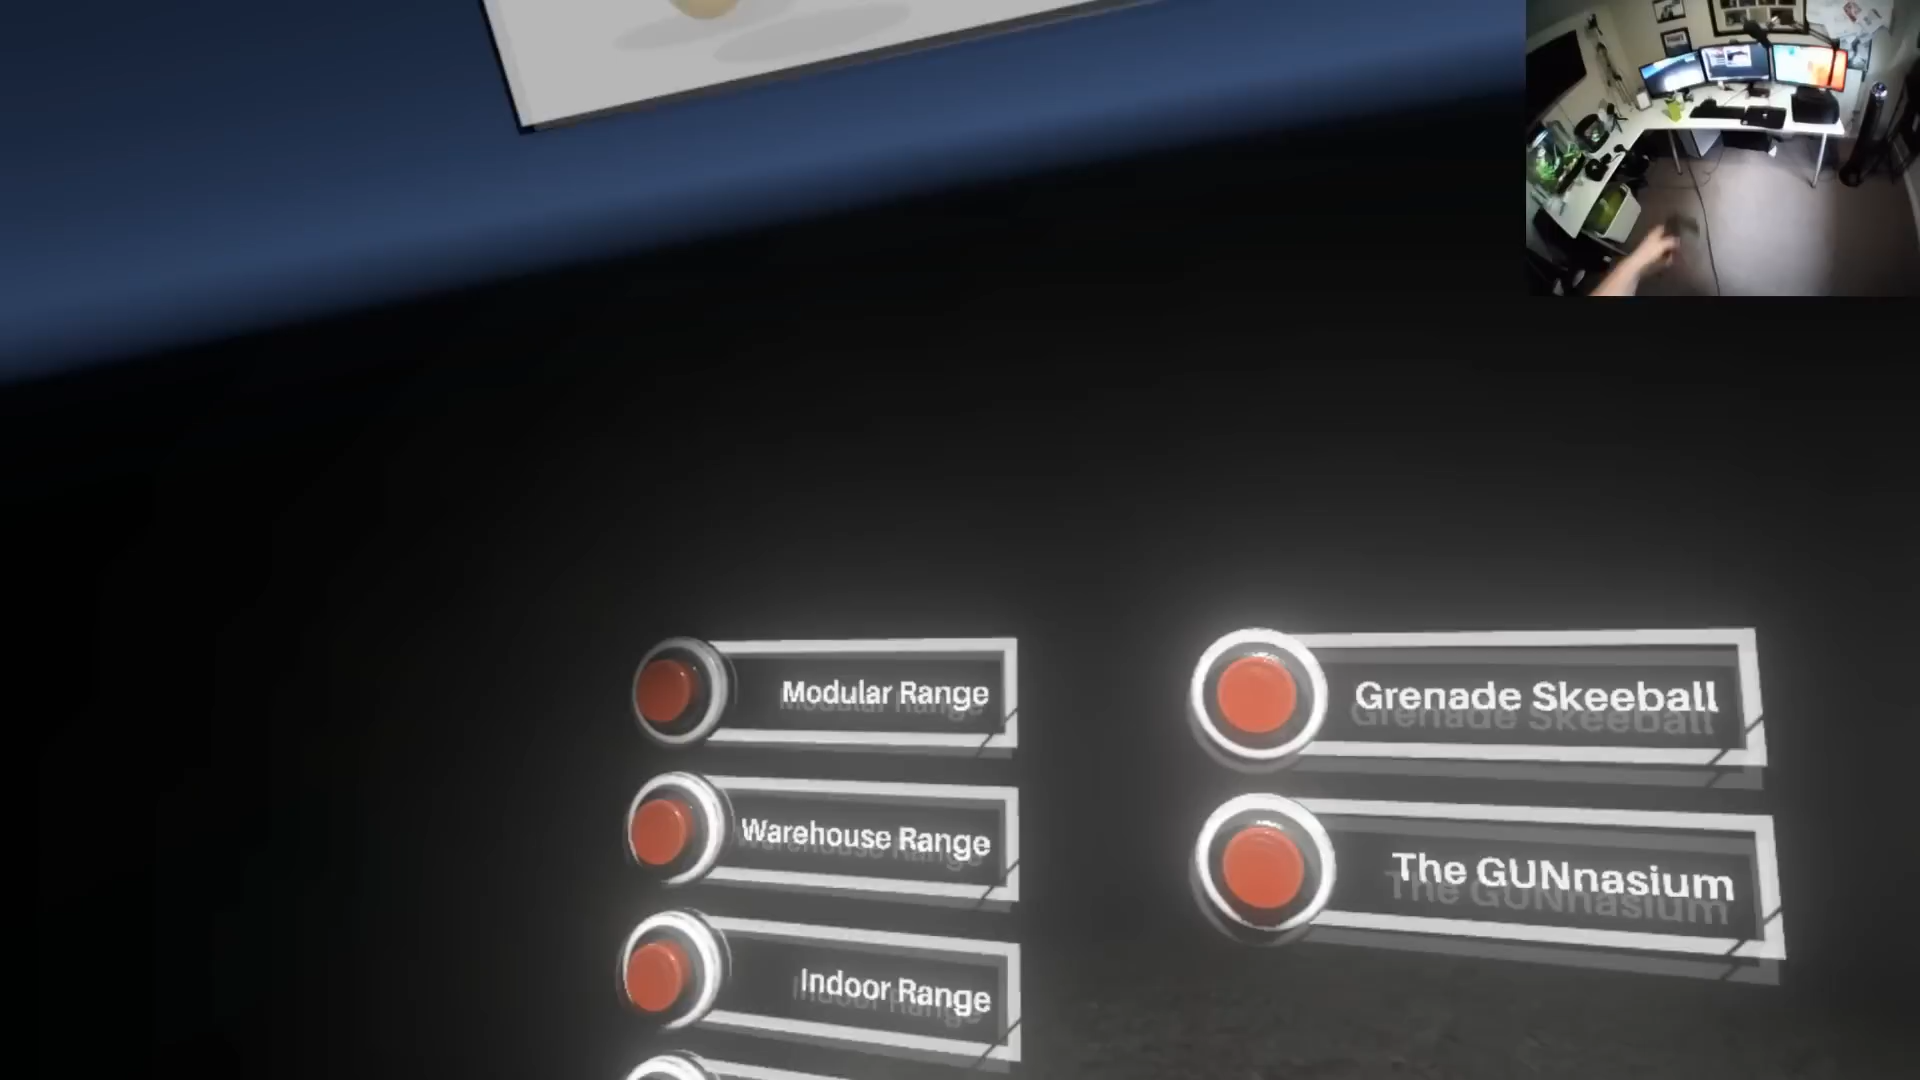 Modular Range
Warehouse Range
Indoor Range
Grenade Skeeball
The GUNnasium